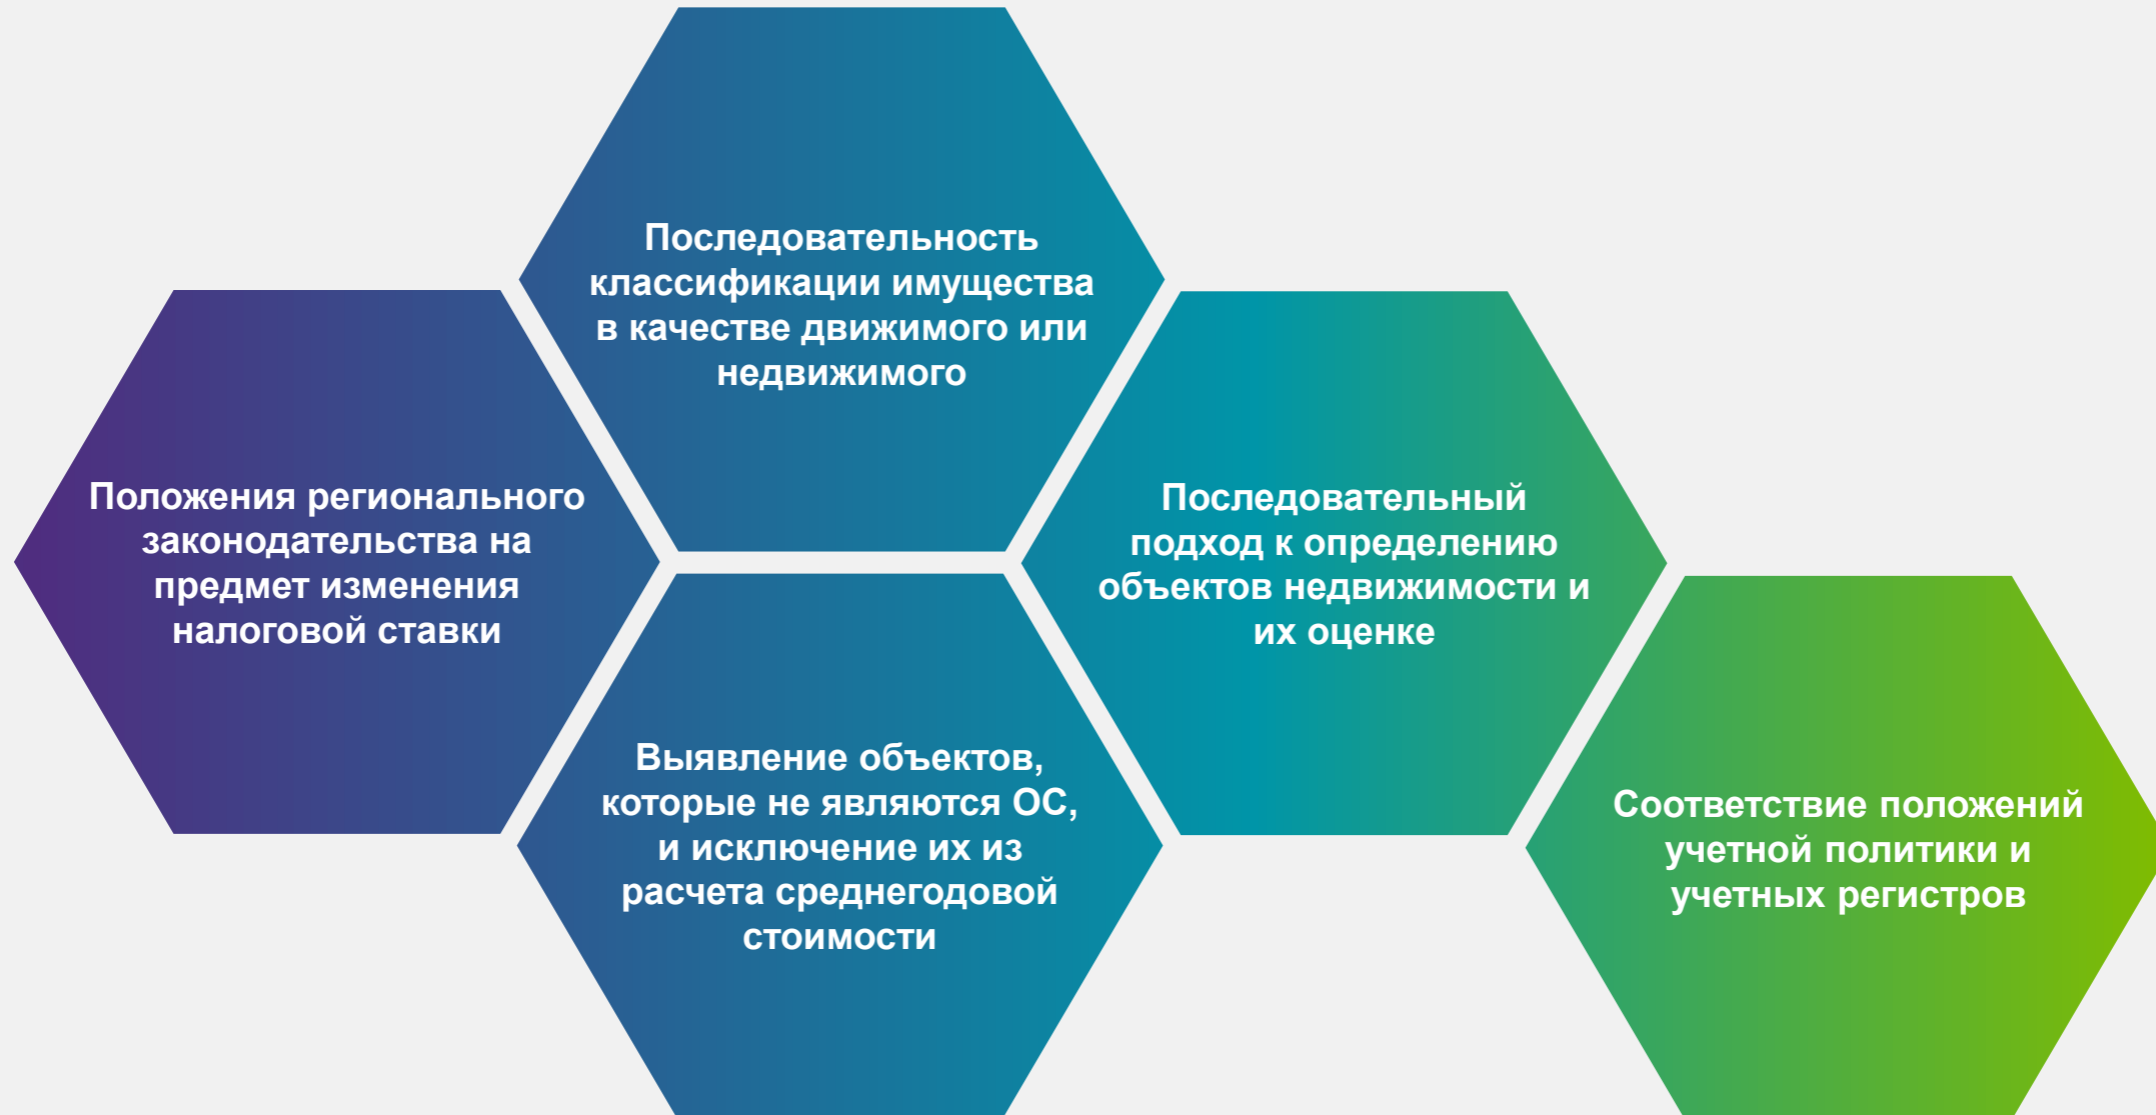 Последовательность
классификации имущества
в качестве движимого или
недвижимого
Положения регионального
законодательства на
предмет изменения
налоговой ставки
Последовательный
подход к определению
объектов недвижимости и
их оценке
Выявление объектов,
которые не являются ОС,
и исключение их из
расчета среднегодовой
стоимости
Соответствие положений
учетной политики и
учетных регистров